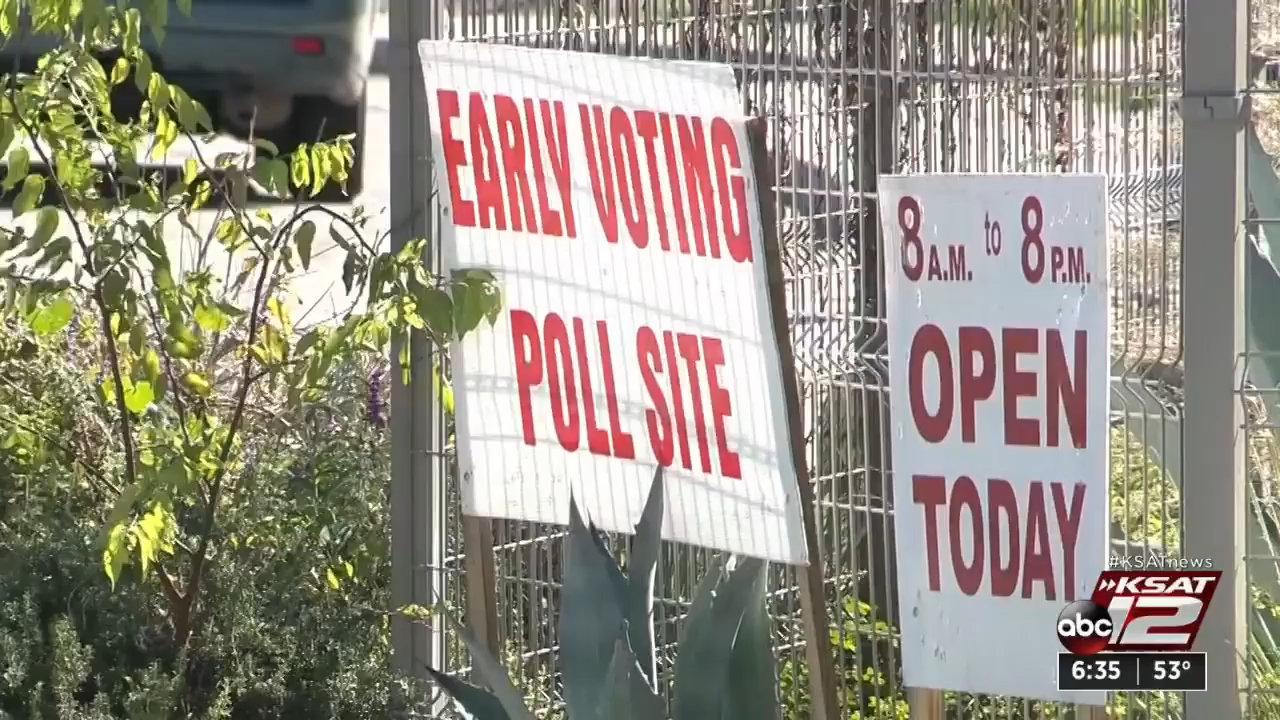 EARLY VOTING
POLL SITE
8 A.M. to 8 P.M.
OPEN
TODAY
#KSATnews
KSAT
abc 12
6:35 53°